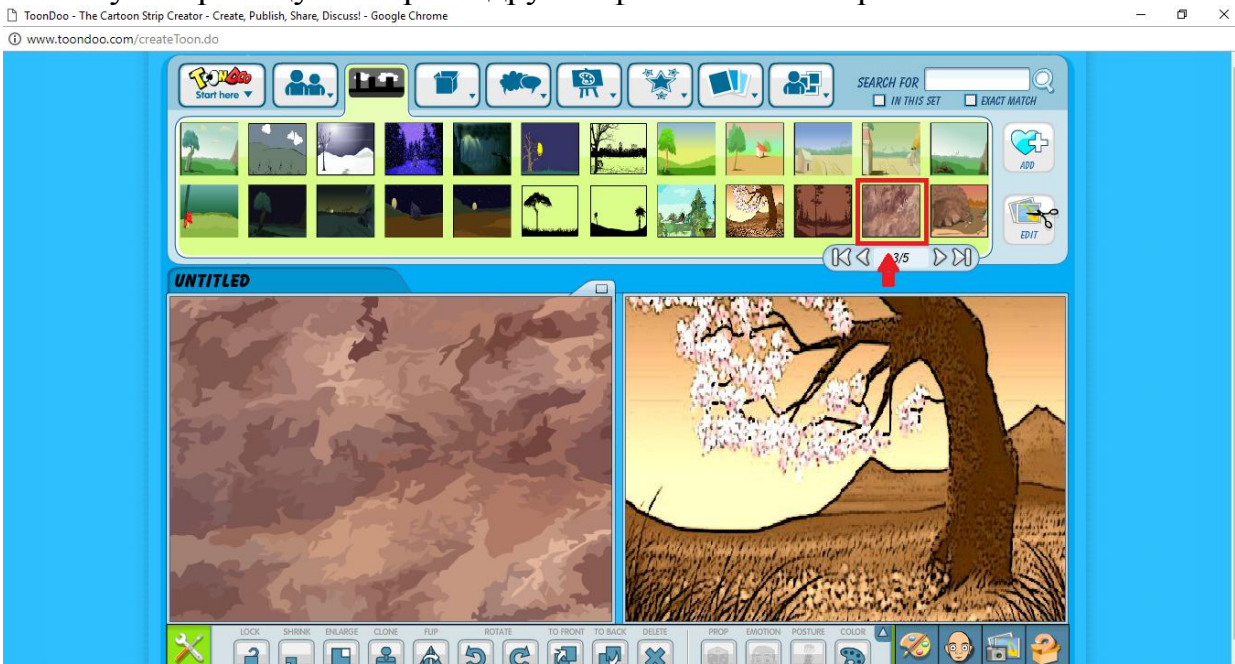 ToonDoo - The Cartoon Strip Creator - Create, Publish, Share, Discuss! - Google Chrome
www.toondoo.com/createToon.do
TOONDOO
Start here
SEARCH FOR
IN THIS SET EXACT MATCH
ADD
EDIT
3/5
UNTITLED
LOCK SHRINK ENLARGE CLONE FLIP ROTATE TO FRONT TO BACK DELETE PROP EMOTION POSTURE COLOR